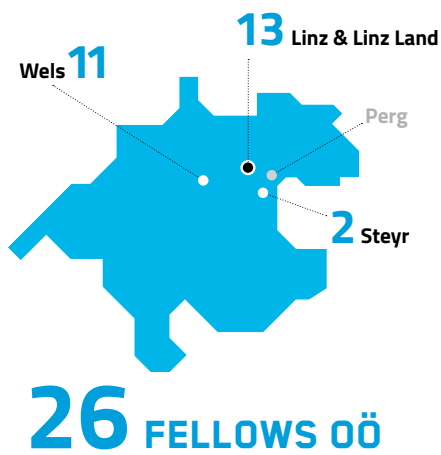 13 Linz & Linz Land
Wels 11
Perg
2 Steyr
26 FELLOWS OÖ